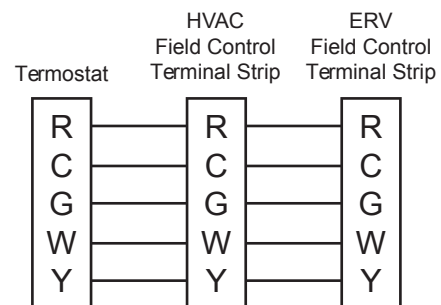 HVAC
Field Control
Terminal Strip
ERV
Field Control
Terminal Strip
Termostat
R R R
C C C
G G G
W W W
Y Y Y